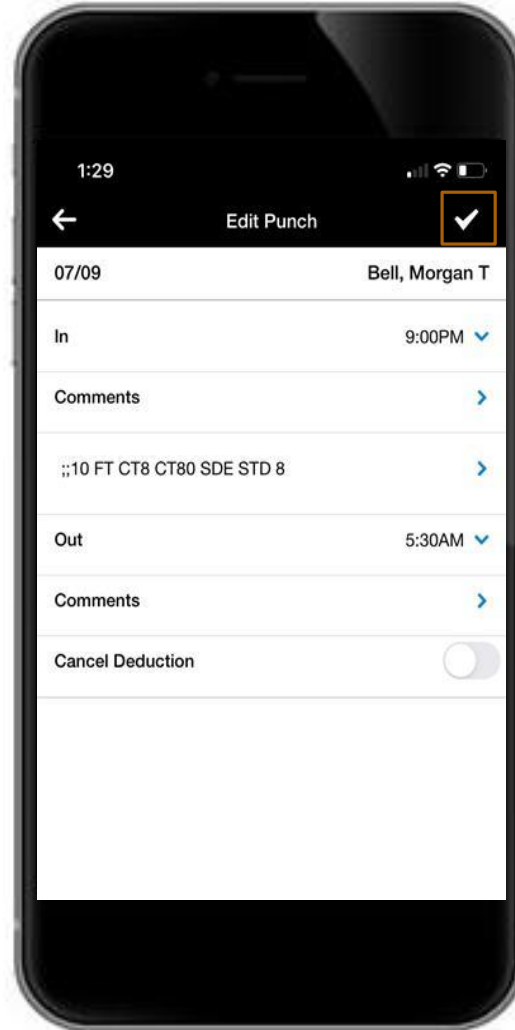 1:29
Edit Punch
07/09 Bell, Morgan T
In 9:00PM
Comments
;;10 FT CT8 CT80 SDE STD 8
Out 5:30AM
Comments
Cancel Deduction